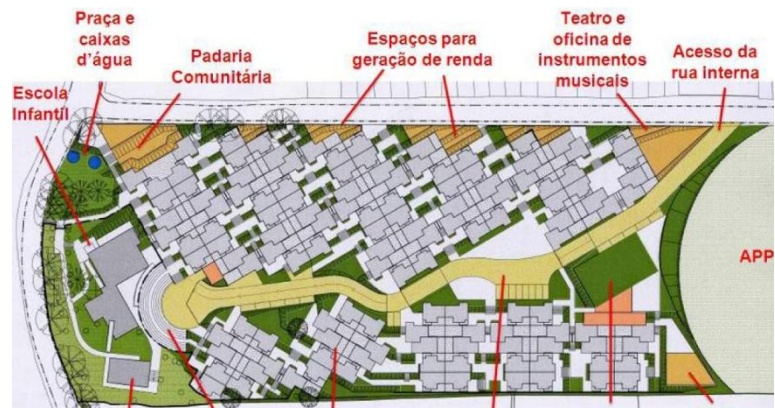 Praça e
caixas
d'água
Padaria
Comunitária
Espaços para
geração de renda
Teatro e
oficina de
instrumentos
musicais
Acesso da
rua interna
Escola
Infantil
APP